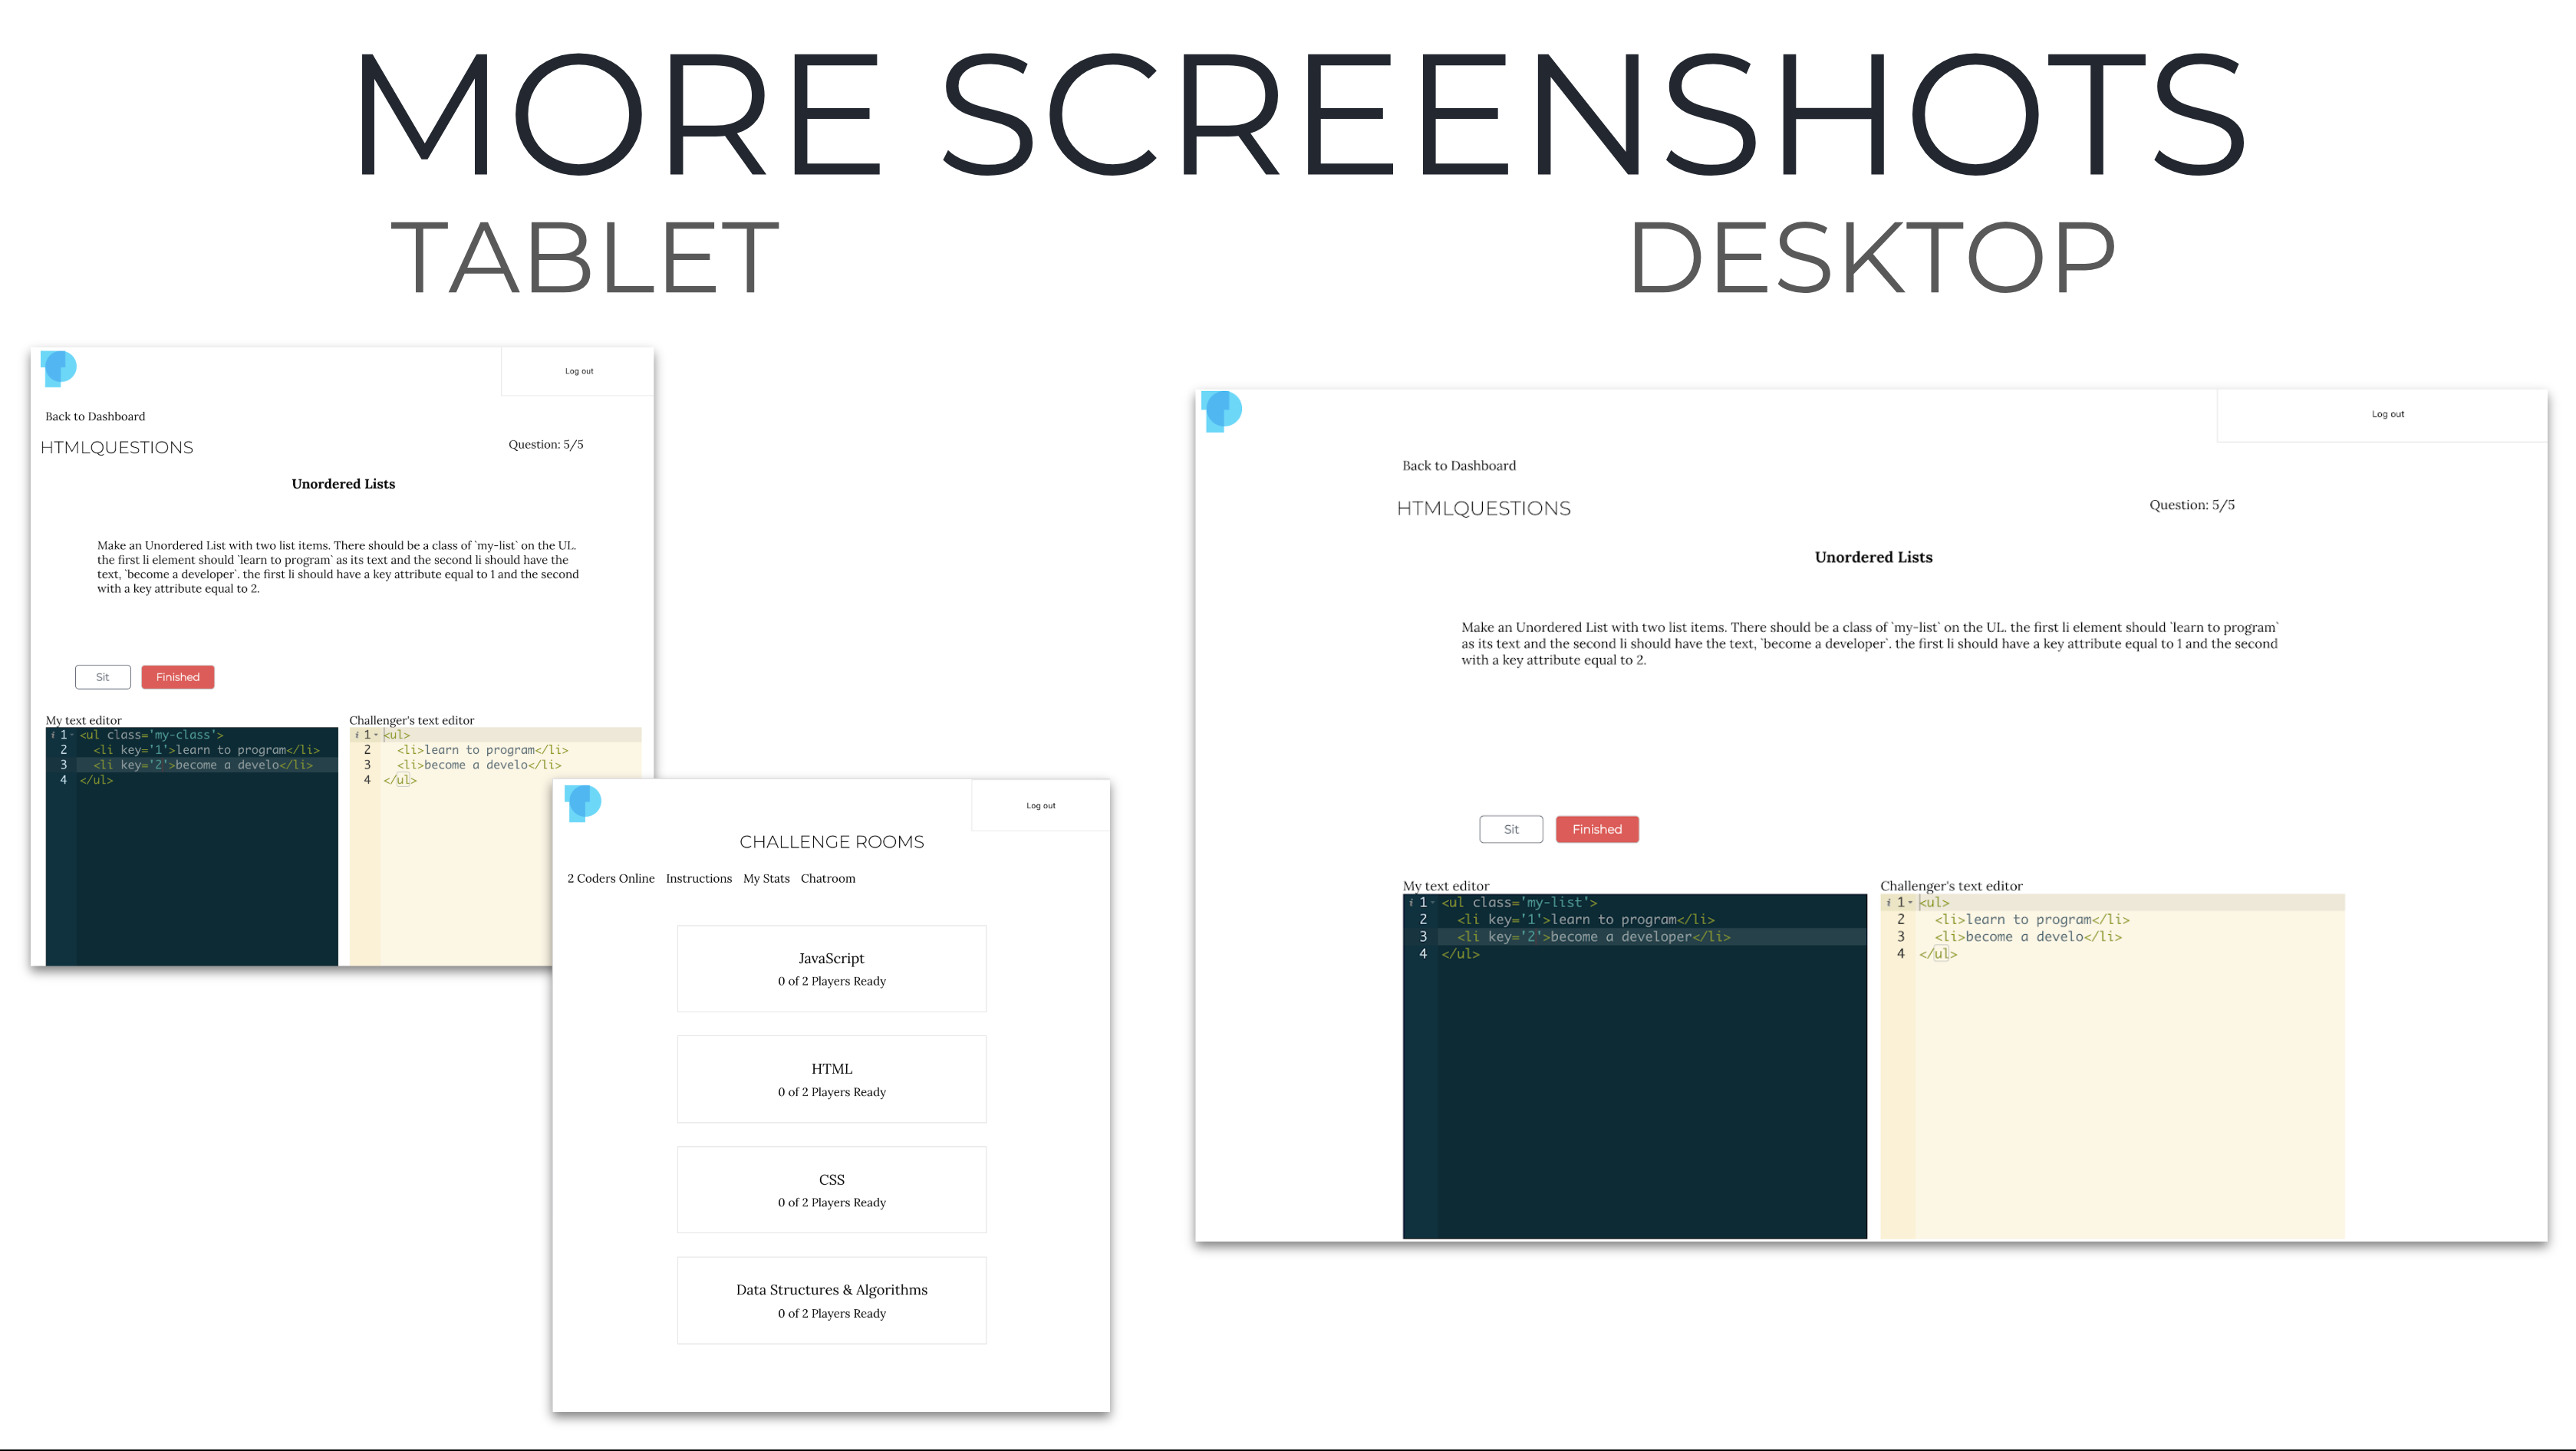 MORE SCREENSHOTS
TABLET
DESKTOP
Log out
Back to Dashboard
HTMLQUESTIONS
Question: 5/5
Unordered Lists
Make an Unordered List with two list items. There should be a class of `my-list` on the UL.
the first li element should `learn to program` as its text and the second li should have the
text, `become a developer`. the first li should have a key attribute equal to 1 and the second
with a key attribute equal to 2.
Sit
Finished
My text editor
i 1 <ul class='my-class'>
2 <li key='1'>learn to program</li>
3 <li key='2'>become a develo</li>
4 </ul>
Challenger's text editor
i 1 <ul>
2 <li>learn to program</li>
3 <li>become a develo</li>
4 </ul>
Log out
CHALLENGE ROOMS
2 Coders Online Instructions My Stats Chatroom
JavaScript
0 of 2 Players Ready
HTML
0 of 2 Players Ready
CSS
0 of 2 Players Ready
Data Structures & Algorithms
0 of 2 Players Ready
Log out
Back to Dashboard
HTMLQUESTIONS
Question: 5/5
Unordered Lists
Make an Unordered List with two list items. There should be a class of `my-list` on the UL. the first li element should `learn to program`
as its text and the second li should have the text, `become a developer`. the first li should have a key attribute equal to 1 and the second
with a key attribute equal to 2.
Sit
Finished
My text editor
i 1 <ul class='my-list'>
2 <li key='1'>learn to program</li>
3 <li key='2'>become a developer</li>
4 </ul>
Challenger's text editor
i 1 <ul>
2 <li>learn to program</li>
3 <li>become a develo</li>
4 </ul>